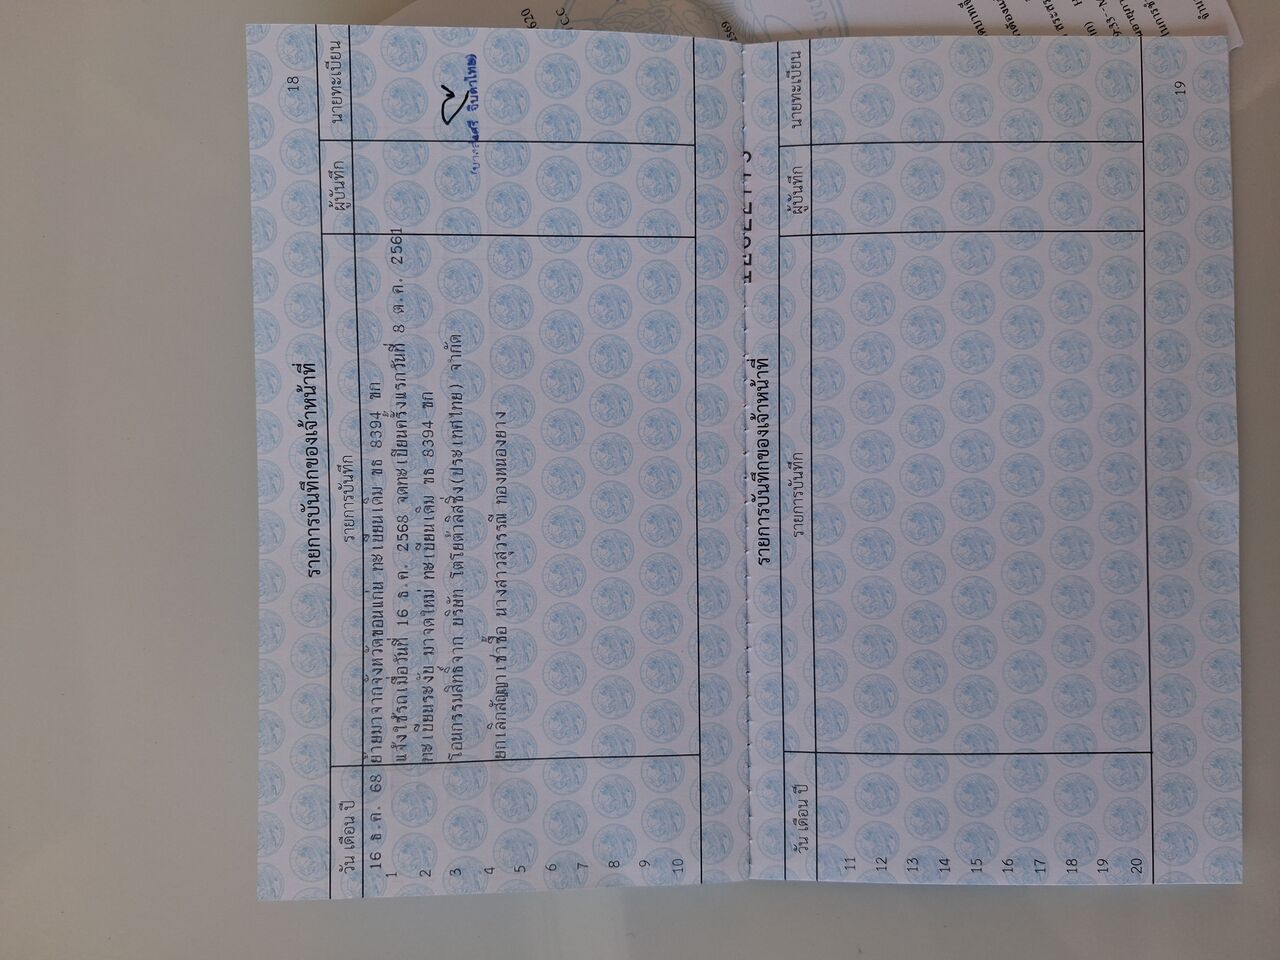 18
รายการบันทึกของเจ้าหน้าที่
วัน เดือน ปี รายการบันทึก ผู้บันทึก นายทะเบียน
16 ธ.ค. 68 ย้ายมาจากจังหวัดขอนแก่น ทะเบียนเดิม ขธ 8394 ขก
1 แจ้งใช้รถเมื่อวันที่ 16 ธ.ค. 2568 จดทะเบียนครั้งแรกวันที่ 8 ต.ค. 2561
2 ทะเบียนระงับ มาจดใหม่ ทะเบียนเดิม ขธ 8394 ขก
3 โอนกรรมสิทธิ์จาก บริษัท โตโยต้าลิสซิ่ง(ประเทศไทย) จำกัด
4 ยกเลิกสัญญาเช่าซื้อ นางสาวสุวรรณี ทองหนองยาง
5
6
7
8
9
10
19
รายการบันทึกของเจ้าหน้าที่
วัน เดือน ปี รายการบันทึก ผู้บันทึก นายทะเบียน
11
12
13
14
15
16
17
18
19
20
620
2569